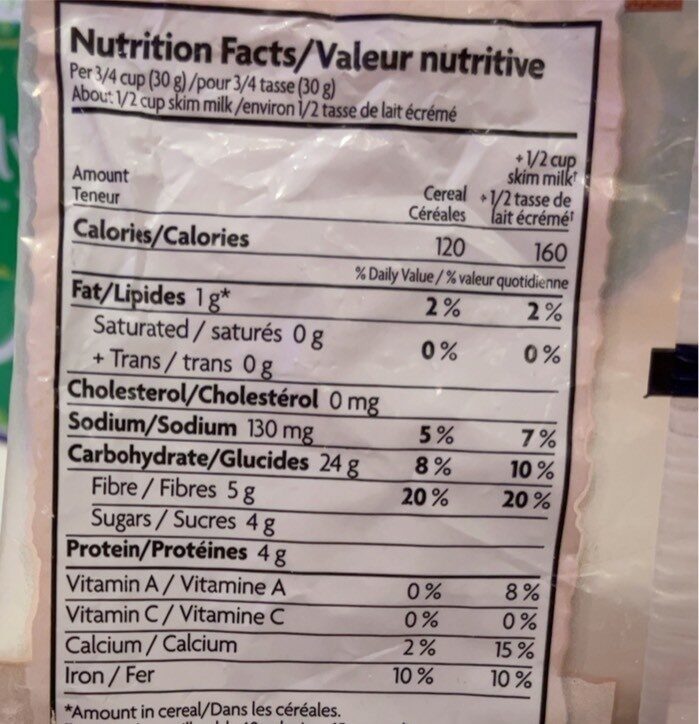 Nutrition Facts/Valeur nutritive
Per 3/4 cup (30 g)/pour 3/4 tasse (30 g)
About 1/2 cup skim milk/environ 1/2 tasse de lait écrémé
+ 1/2 cup
skim milk†
Amount
Teneur
Cereal
Céréales
+ 1/2 tasse de
lait écrémé†
Calories/Calories 120 160
% Daily Value / % valeur quotidienne
Fat/Lipides 1 g* 2 % 2 %
Saturated / saturés 0 g
+ Trans / trans 0 g 0 % 0 %
Cholesterol/Cholestérol 0 mg
Sodium/Sodium 130 mg 5 % 7 %
Carbohydrate/Glucides 24 g 8 % 10 %
Fibre / Fibres 5 g 20 % 20 %
Sugars / Sucres 4 g
Protein/Protéines 4 g
Vitamin A / Vitamine A 0 % 8 %
Vitamin C / Vitamine C 0 % 0 %
Calcium / Calcium 2 % 15 %
Iron / Fer 10 % 10 %
*Amount in cereal/Dans les céréales.